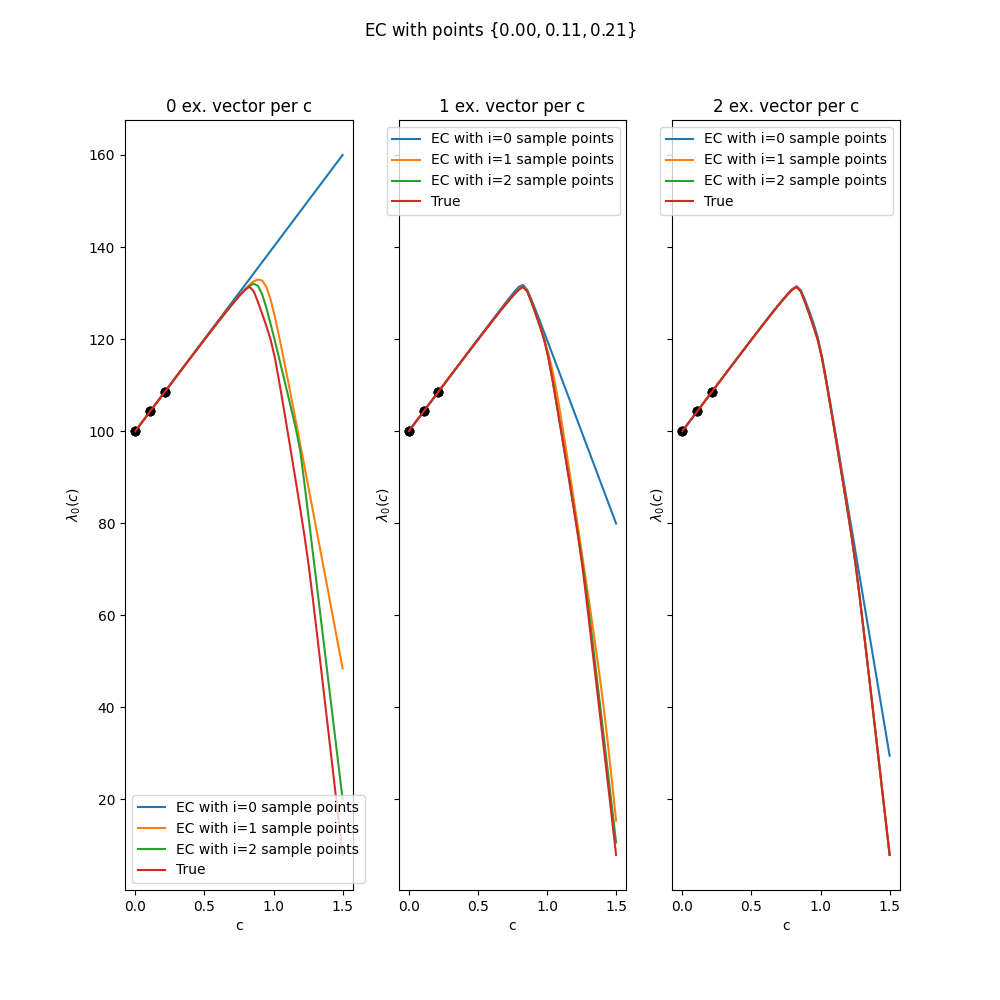 EC with points {0.00, 0.11, 0.21}
0 ex. vector per c
1 ex. vector per c
2 ex. vector per c
EC with i=0 sample points
EC with i=1 sample points
EC with i=2 sample points
True
EC with i=0 sample points
EC with i=1 sample points
EC with i=2 sample points
True
160
140
120
100
80
60
40
20
λ₀(c)
λ₀(c)
λ₀(c)
EC with i=0 sample points
EC with i=1 sample points
EC with i=2 sample points
True
0.0 0.5 1.0 1.5
0.0 0.5 1.0 1.5
0.0 0.5 1.0 1.5
c
c
c